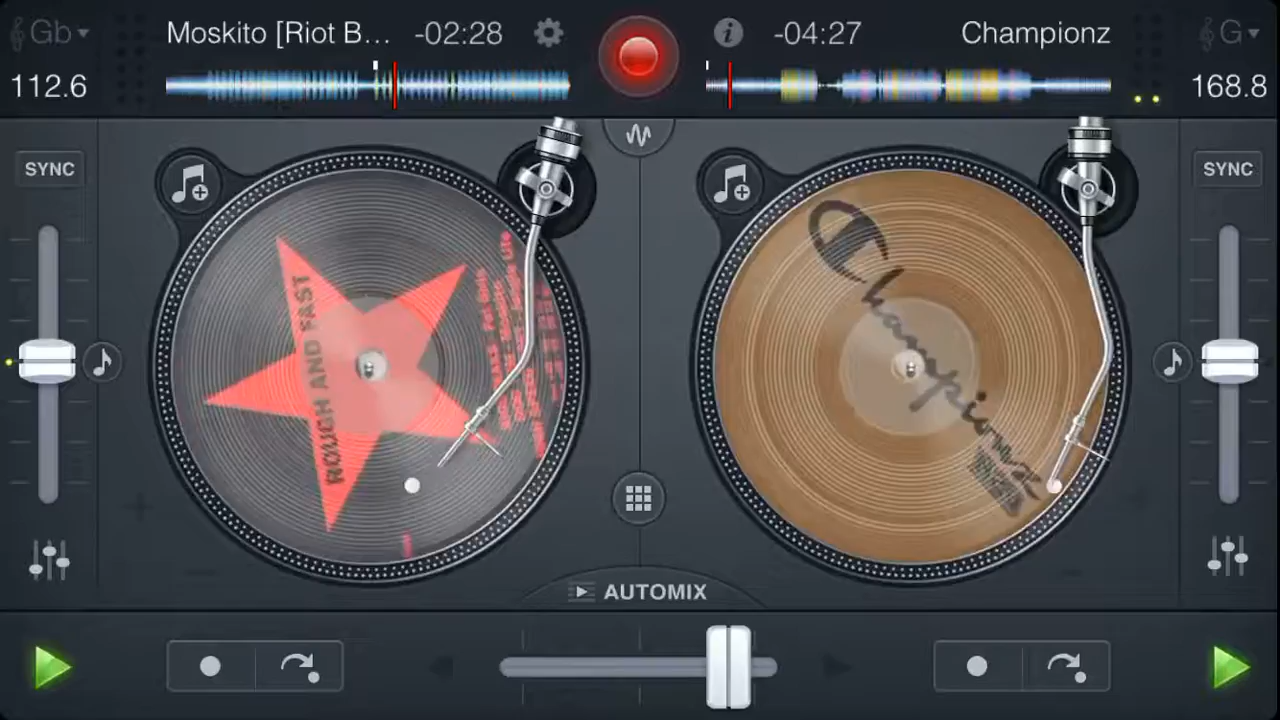 Gb
Moskito [Riot B...
-02:28
-04:27
Championz
G
112.6
168.8
SYNC
SYNC
ROUGH AND FAST
Championz
AUTOMIX